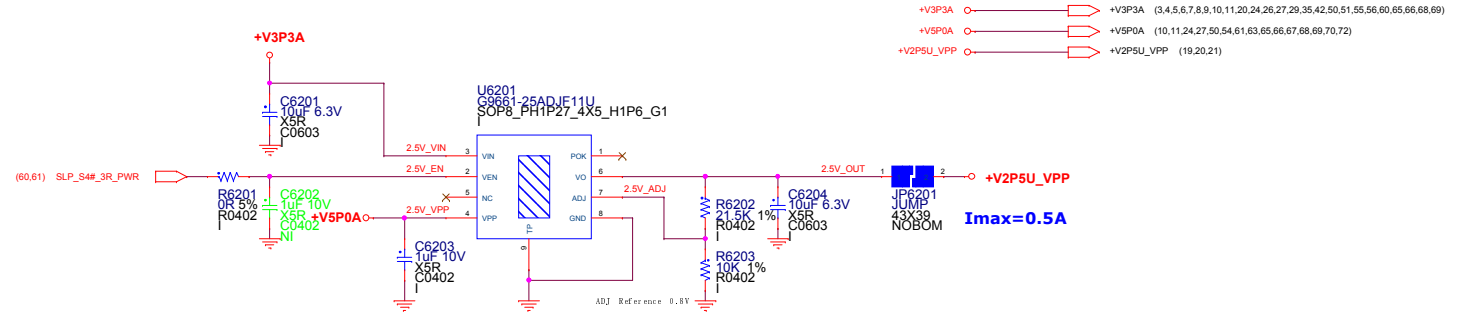 +V3P3A
+V3P3A (3,4,5,6,7,8,9,10,11,20,24,26,27,29,35,42,50,51,55,56,60,65,66,68,69)
+V5P0A
+V5P0A (10,11,24,27,50,54,61,63,65,66,67,68,69,70,72)
+V2P5U_VPP
+V2P5U_VPP (19,20,21)
+V3P3A
C6201
10uF 6.3V
X5R
C0603
I
U6201
G9661-25ADJF11U
SOP8_PH1P27_4X5_H1P6_G1
I
2.5V_VIN
3
VIN
2.5V_EN
2
VEN
5
NC
2.5V_VPP
4
VPP
POK
1
VO
6
ADJ
7
GND
8
TP
9
(60,61) SLP_S4#_3R_PWR
R6201
0R 5%
R0402
I
C6202
1uF 10V
X5R
C0402
NI
+V5P0A
C6203
1uF 10V
X5R
C0402
I
2.5V_ADJ
R6202
21.5K 1%
R0402
I
R6203
10K 1%
R0402
I
C6204
10uF 6.3V
X5R
C0603
I
2.5V_OUT
1
2
JP6201
JUMP
43X39
NOBOM
+V2P5U_VPP
Imax=0.5A
ADJ Reference 0.8V